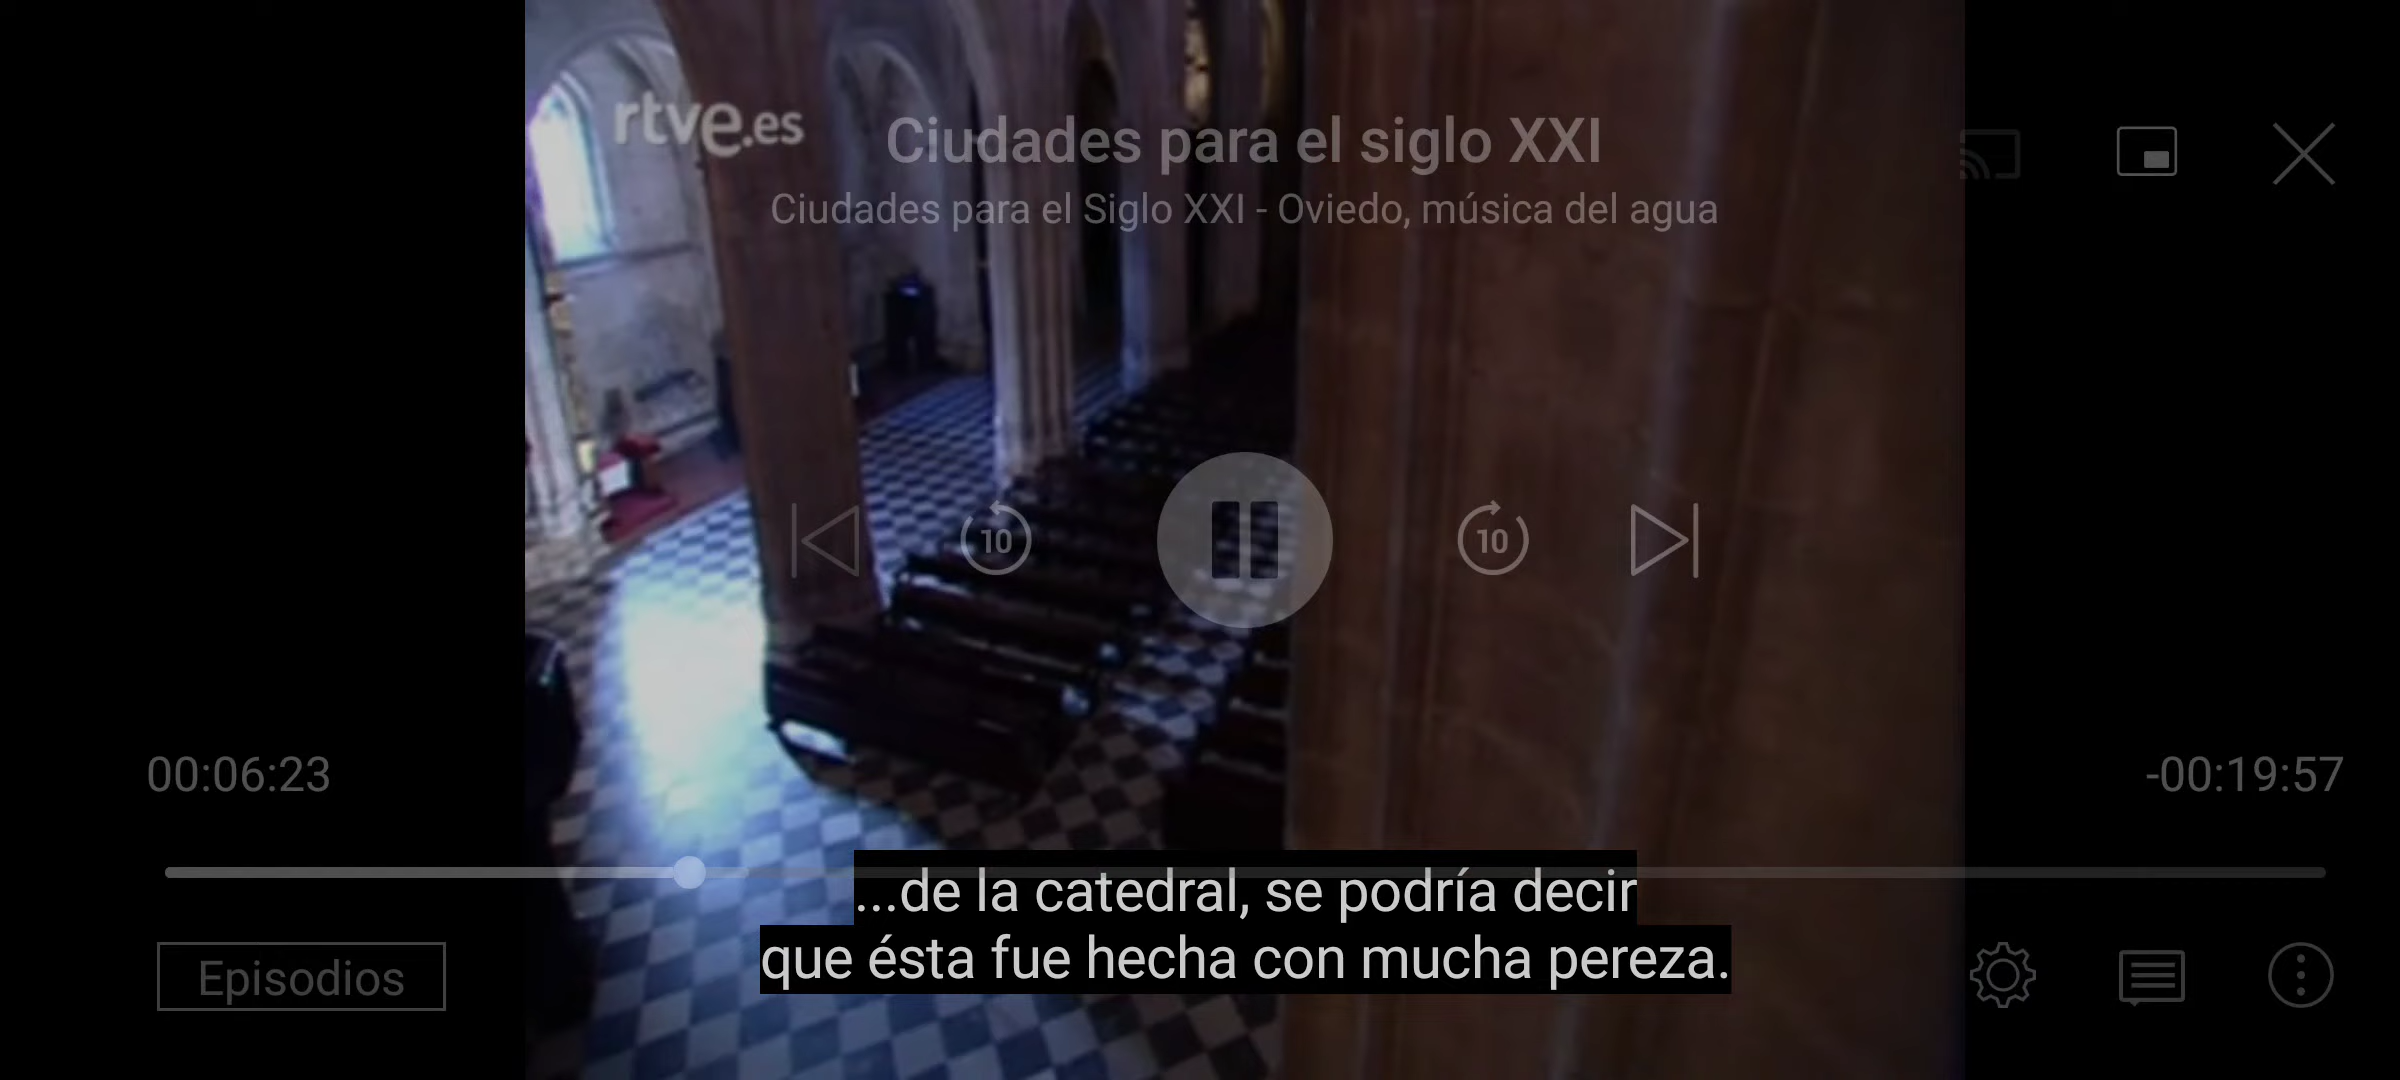 rtve.es
Ciudades para el siglo XXI
Ciudades para el Siglo XXI - Oviedo, música del agua
10
10
00:06:23
-00:19:57
...de la catedral, se podría decir
que ésta fue hecha con mucha pereza.
Episodios